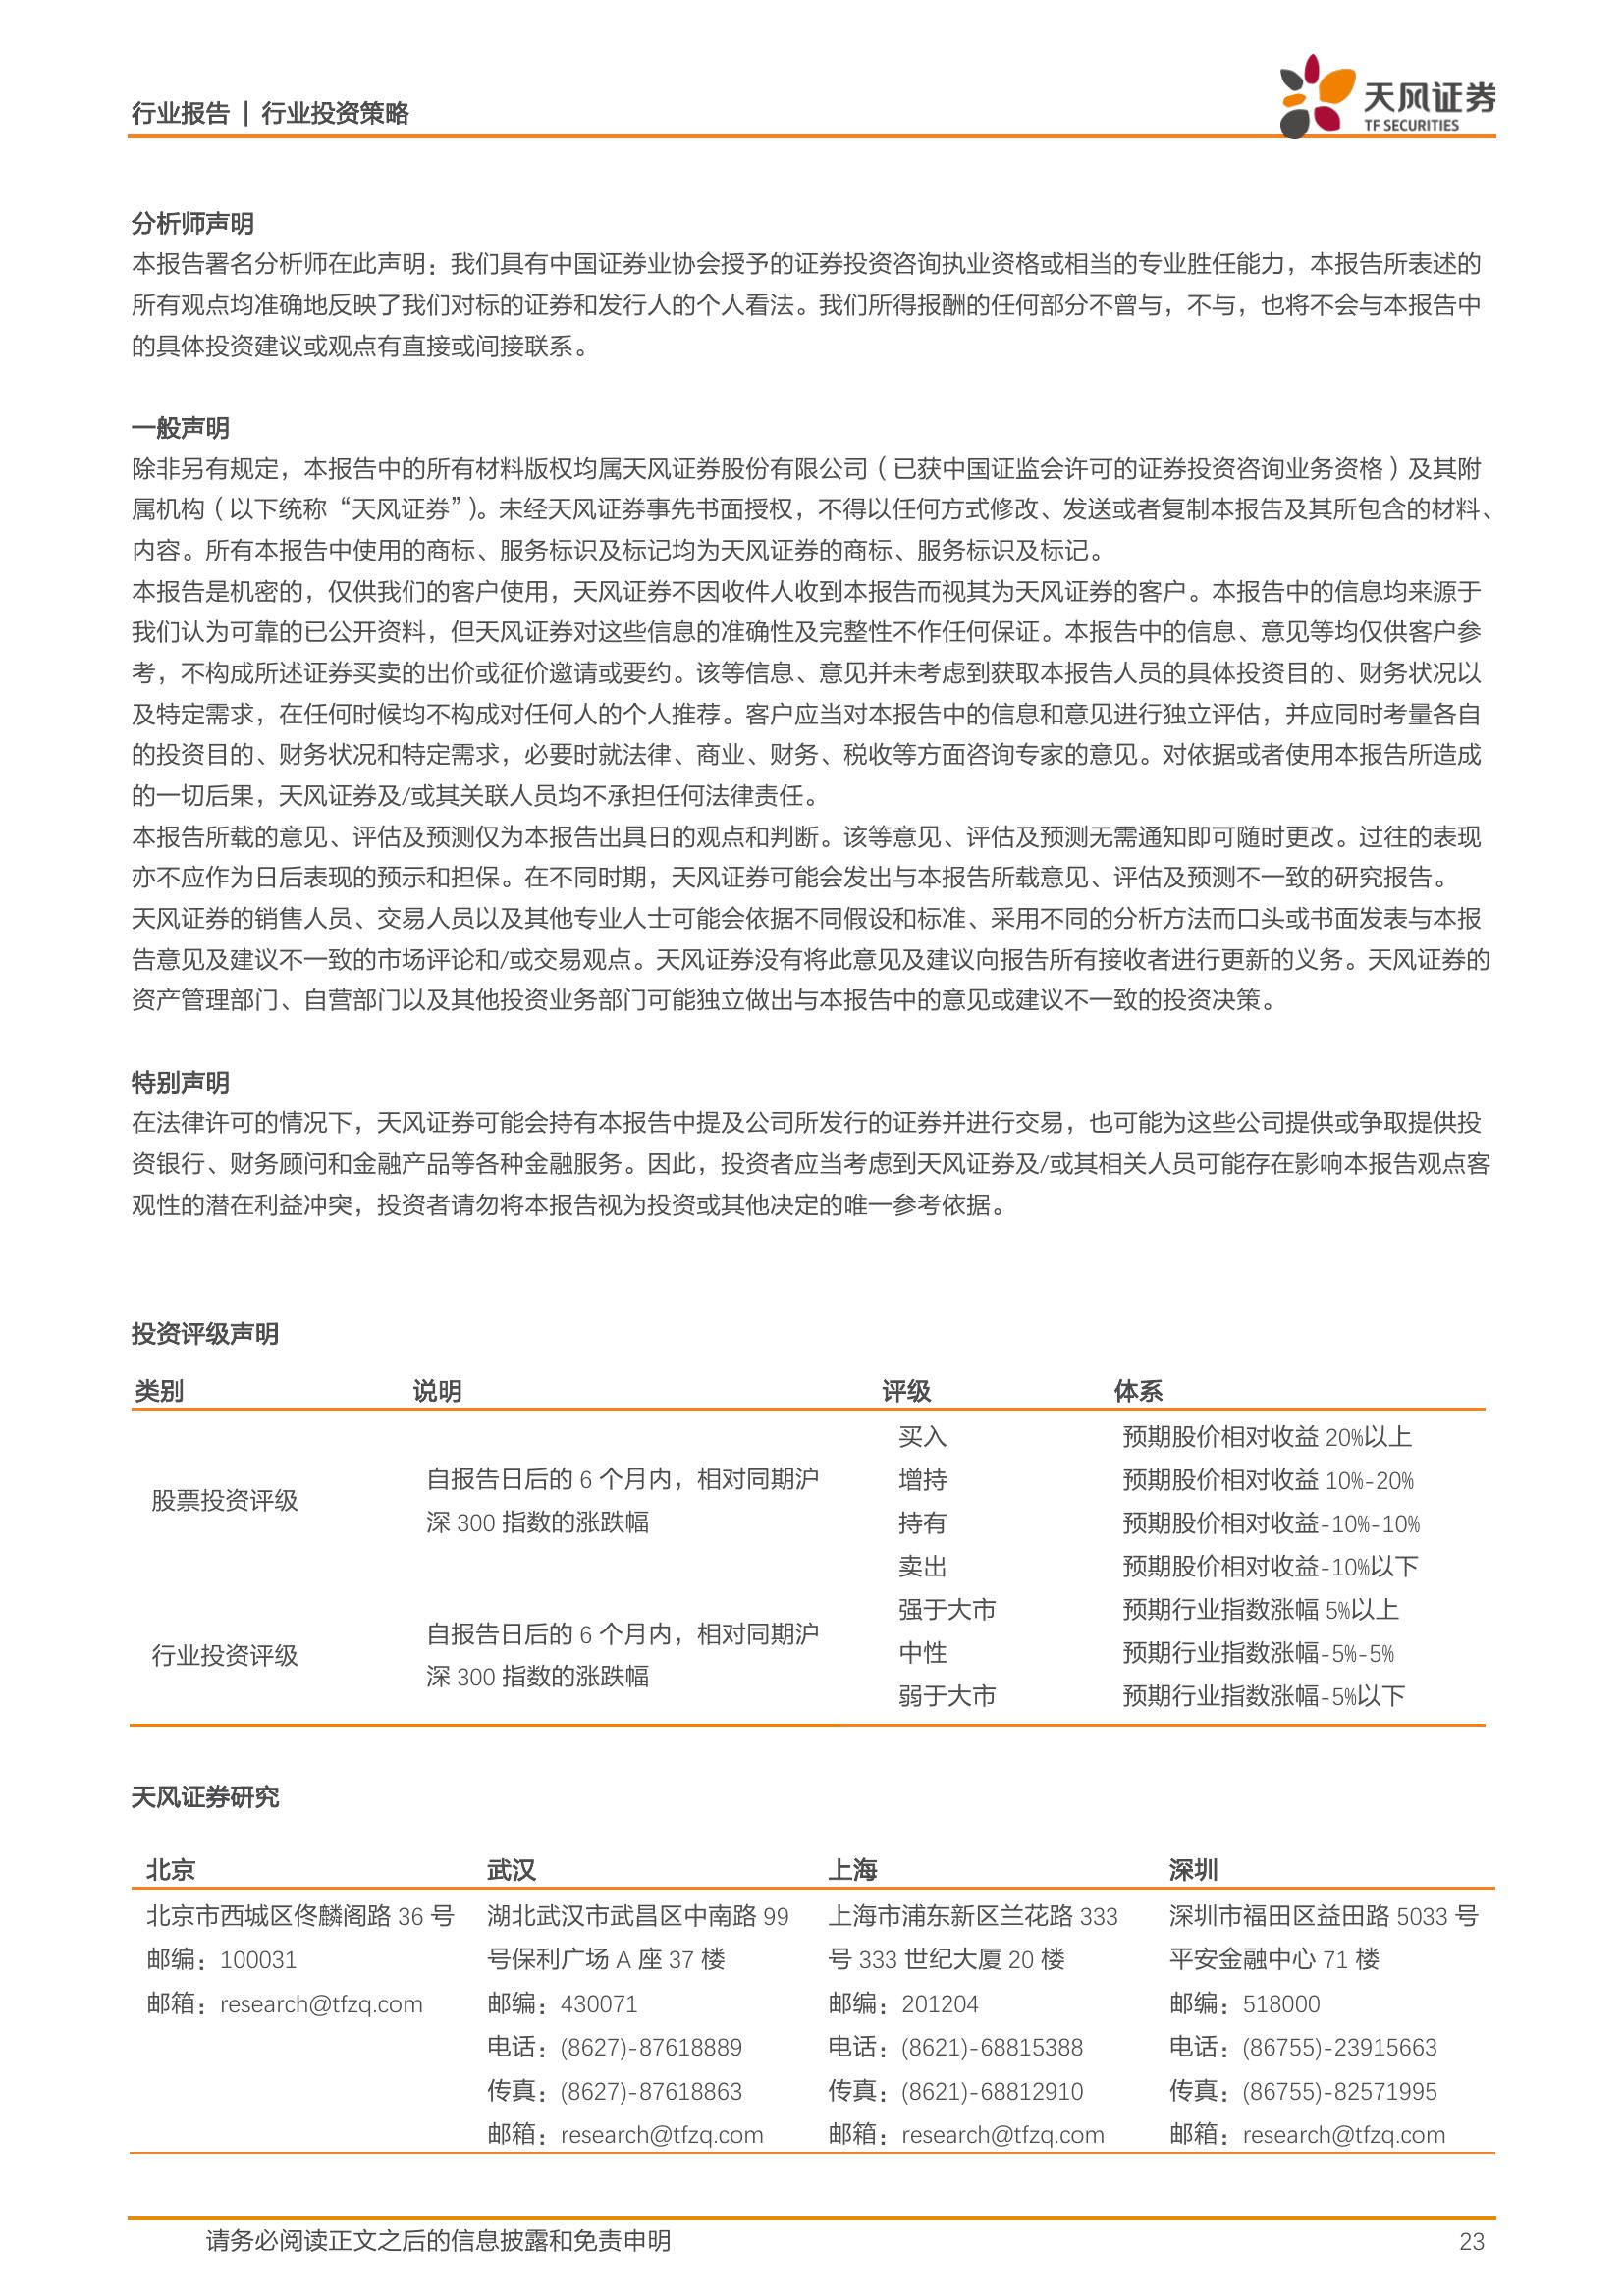 行业报告 | 行业投资策略
天风证券
TF SECURITIES
分析师声明
本报告署名分析师在此声明：我们具有中国证券业协会授予的证券投资咨询执业资格或相当的专业胜任能力，本报告所表述的
所有观点均准确地反映了我们对标的证券和发行人的个人看法。我们所得报酬的任何部分不曾与，不与，也将不会与本报告中
的具体投资建议或观点有直接或间接联系。
一般声明
除非另有规定，本报告中的所有材料版权均属天风证券股份有限公司（已获中国证监会许可的证券投资咨询业务资格）及其附
属机构（以下统称“天风证券”）。未经天风证券事先书面授权，不得以任何方式修改、发送或者复制本报告及其所包含的材料、
内容。所有本报告中使用的商标、服务标识及标记均为天风证券的商标、服务标识及标记。
本报告是机密的，仅供我们的客户使用，天风证券不因收件人收到本报告而视其为天风证券的客户。本报告中的信息均来源于
我们认为可靠的已公开资料，但天风证券对这些信息的准确性及完整性不作任何保证。本报告中的信息、意见等均仅供客户参
考，不构成所述证券买卖的出价或征价邀请或要约。该等信息、意见并未考虑到获取本报告人员的具体投资目的、财务状况以
及特定需求，在任何时候均不构成对任何人的个人推荐。客户应当对本报告中的信息和意见进行独立评估，并应同时考量各自
的投资目的、财务状况和特定需求，必要时就法律、商业、财务、税收等方面咨询专家的意见。对依据或者使用本报告所造成
的一切后果，天风证券及/或其关联人员均不承担任何法律责任。
本报告所载的意见、评估及预测仅为本报告出具日的观点和判断。该等意见、评估及预测无需通知即可随时更改。过往的表现
亦不应作为日后表现的预示和担保。在不同时期，天风证券可能会发出与本报告所载意见、评估及预测不一致的研究报告。
天风证券的销售人员、交易人员以及其他专业人士可能会依据不同假设和标准、采用不同的分析方法而口头或书面发表与本报
告意见及建议不一致的市场评论和/或交易观点。天风证券没有将此意见及建议向报告所有接收者进行更新的义务。天风证券的
资产管理部门、自营部门以及其他投资业务部门可能独立做出与本报告中的意见或建议不一致的投资决策。
特别声明
在法律许可的情况下，天风证券可能会持有本报告中提及公司所发行的证券并进行交易，也可能为这些公司提供或争取提供投
资银行、财务顾问和金融产品等各种金融服务。因此，投资者应当考虑到天风证券及/或其相关人员可能存在影响本报告观点客
观性的潜在利益冲突，投资者请勿将本报告视为投资或其他决定的唯一参考依据。
投资评级声明
类别 说明 评级 体系
股票投资评级
自报告日后的 6 个月内，相对同期沪
深 300 指数的涨跌幅
买入 预期股价相对收益 20%以上
增持 预期股价相对收益 10%-20%
持有 预期股价相对收益-10%-10%
卖出 预期股价相对收益-10%以下
行业投资评级
自报告日后的 6 个月内，相对同期沪
深 300 指数的涨跌幅
强于大市 预期行业指数涨幅 5%以上
中性 预期行业指数涨幅-5%-5%
弱于大市 预期行业指数涨幅-5%以下
天风证券研究
北京 武汉 上海 深圳
北京市西城区佟麟阁路 36 号
邮编：100031
邮箱：research@tfzq.com
湖北武汉市武昌区中南路 99
号保利广场 A 座 37 楼
邮编：430071
电话：(8627)-87618889
传真：(8627)-87618863
邮箱：research@tfzq.com
上海市浦东新区兰花路 333
号 333 世纪大厦 20 楼
邮编：201204
电话：(8621)-68815388
传真：(8621)-68812910
邮箱：research@tfzq.com
深圳市福田区益田路 5033 号
平安金融中心 71 楼
邮编：518000
电话：(86755)-23915663
传真：(86755)-82571995
邮箱：research@tfzq.com
请务必阅读正文之后的信息披露和免责申明 23